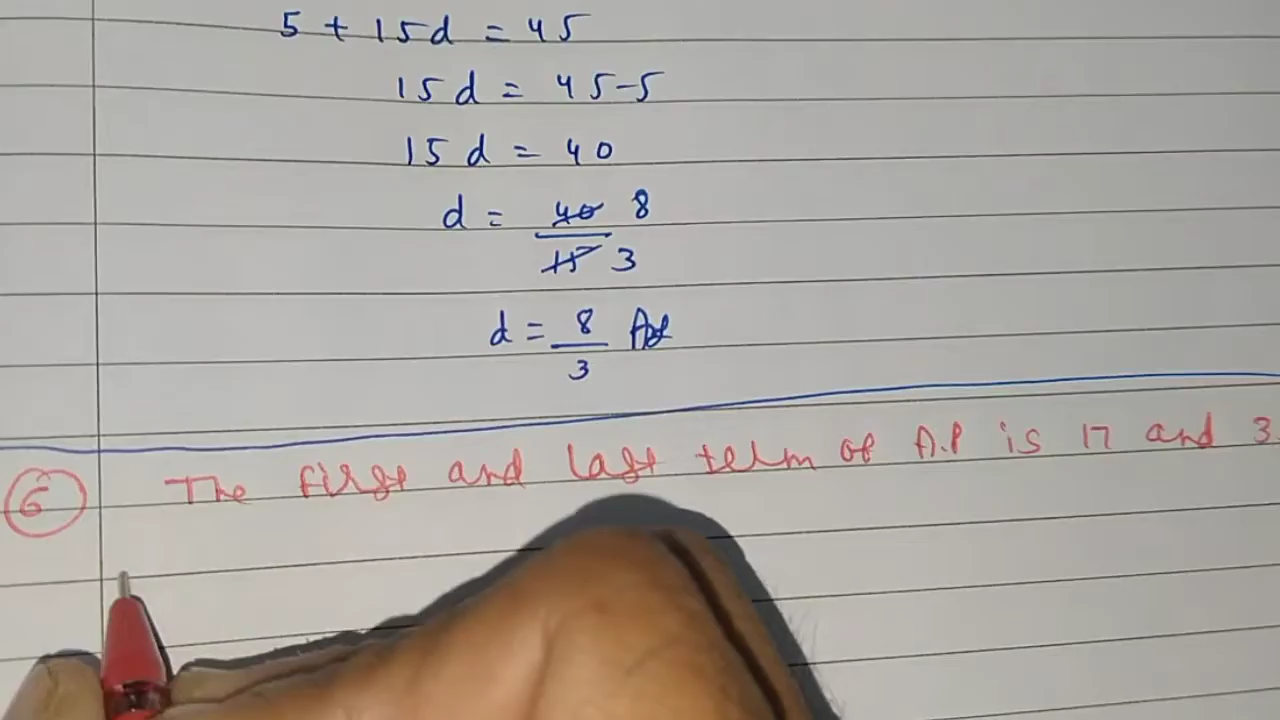 5 + 15d = 45
15d = 45-5
15d = 40
d = 40 8
15 3
d = 8
3
6 The first and last term of A.P is 17 and 3